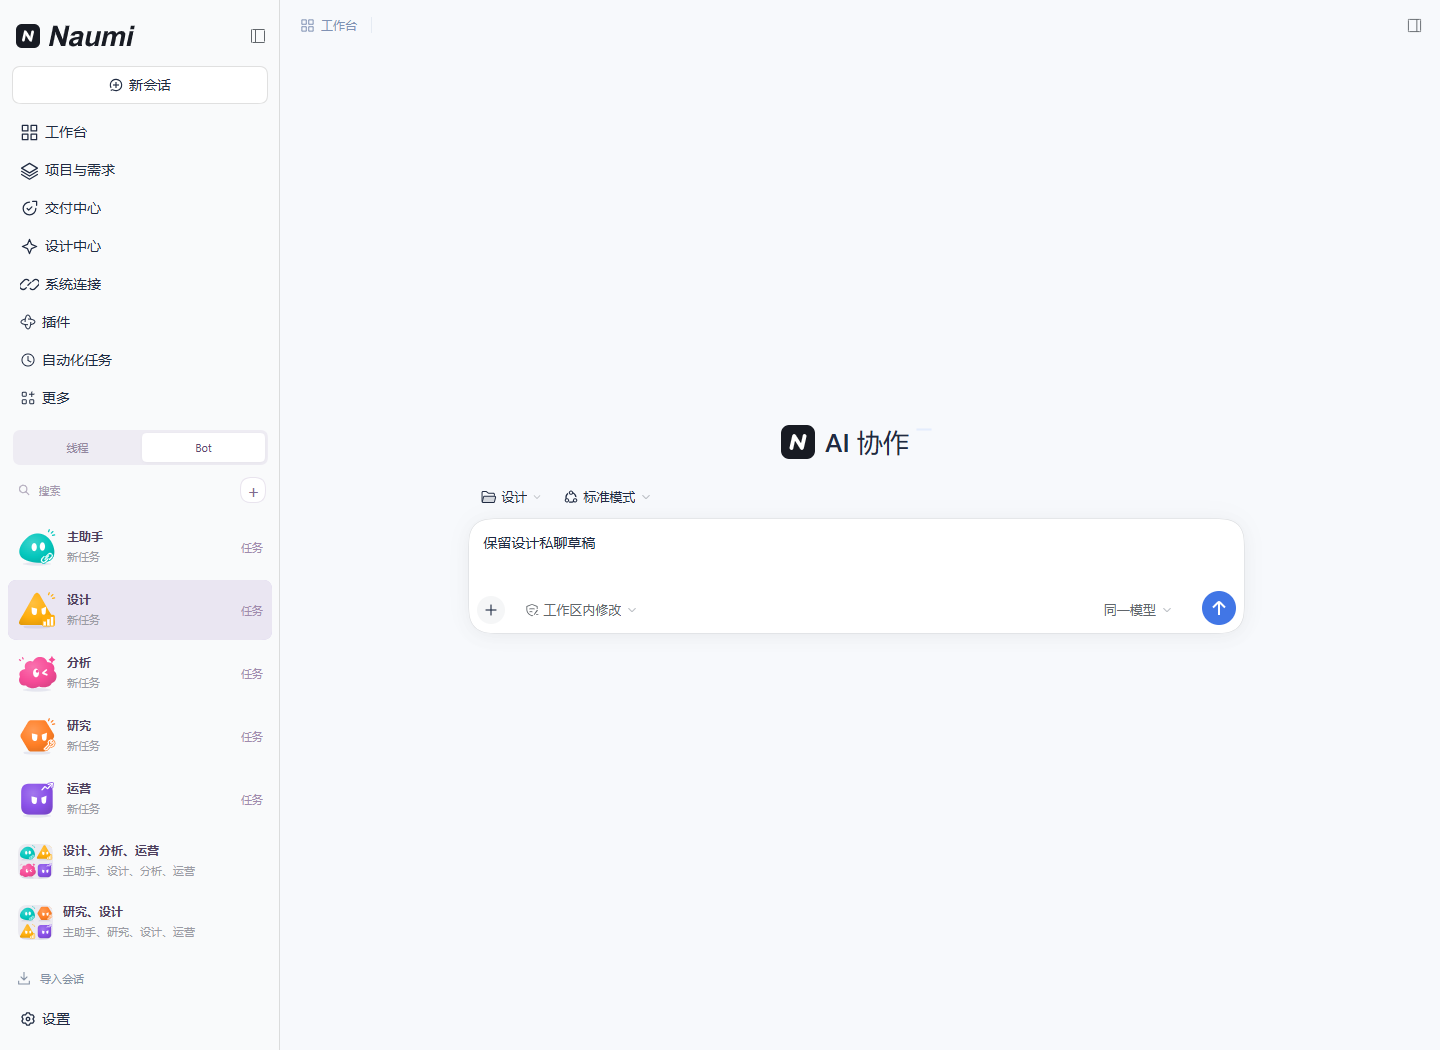 Naumi
新会话
工作台
项目与需求
交付中心
设计中心
系统连接
插件
自动化任务
更多
线程 Bot
搜索
主助手
新任务 任务
设计
新任务 任务
分析
新任务 任务
研究
新任务 任务
运营
新任务 任务
设计、分析、运营
主助手、设计、分析、运营
研究、设计
主助手、研究、设计、运营
导入会话
设置
工作台
AI 协作
设计 标准模式
保留设计私聊草稿
工作区内修改 同一模型